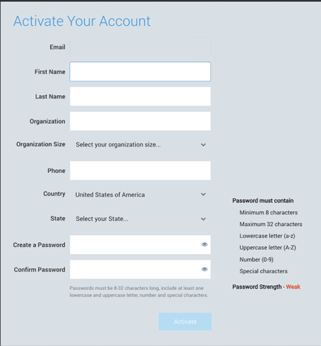 Activate Your Account
Email
First Name
Last Name
Organization
Organization Size Select your organization size...
Phone
Country United States of America
State Select your State...
Create a Password
Confirm Password
Passwords must be 8-32 characters long, include at least one
lowercase and uppercase letter, number and special characters.
Activate
Password must contain
Minimum 8 characters
Maximum 32 characters
Lowercase letter (a-z)
Uppercase letter (A-Z)
Number (0-9)
Special characters
Password Strength - Weak